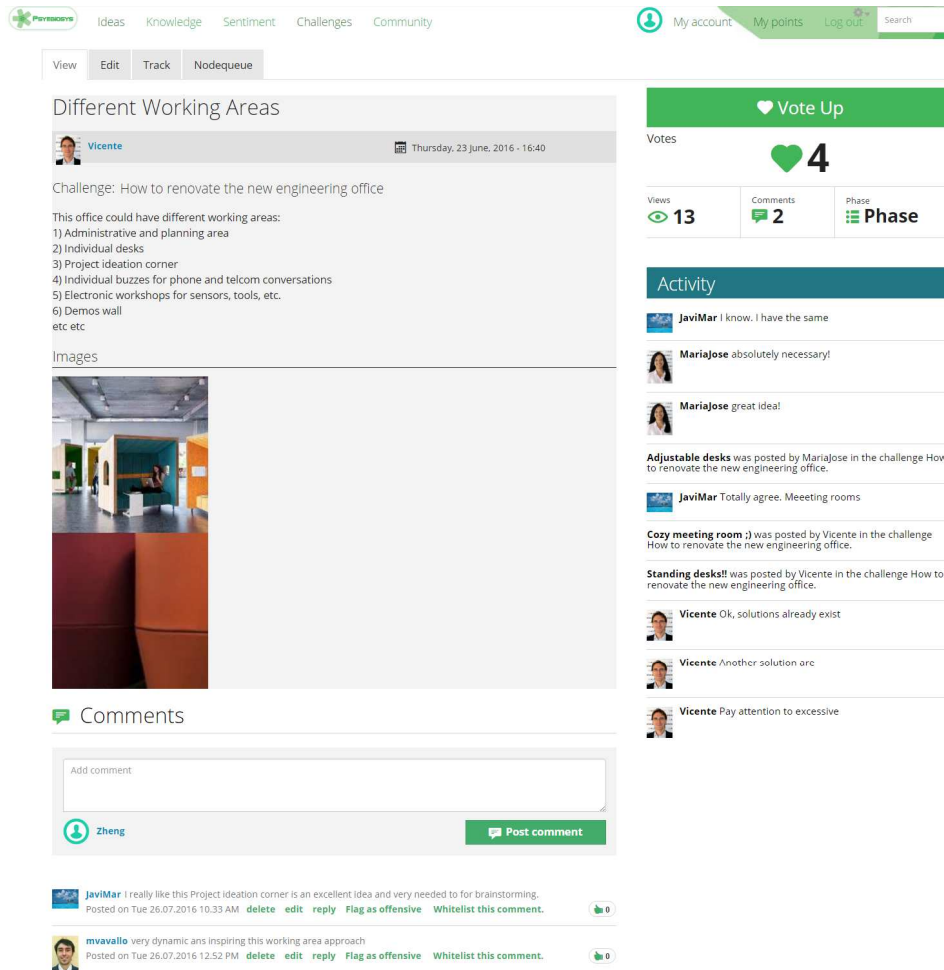 PSYMBIOSYS
Ideas Knowledge Sentiment Challenges Community
My account My points Log out Search
View Edit Track Nodequeue
Different Working Areas
Vicente Thursday, 23 June, 2016 - 16:40
Challenge: How to renovate the new engineering office
This office could have different working areas:
1) Administrative and planning area
2) Individual desks
3) Project ideation corner
4) Individual buzzes for phone and telcom conversations
5) Electronic workshops for sensors, tools, etc.
6) Demos wall
etc etc
Images
Comments
Add comment
Zheng Post comment
JaviMar I really like this Project ideation corner is an excellent idea and very needed to for brainstorming.
Posted on Tue 26.07.2016 10.33 AM delete edit reply Flag as offensive Whitelist this comment. 0
mvavallo very dynamic ans inspiring this working area approach
Posted on Tue 26.07.2016 12.52 PM delete edit reply Flag as offensive Whitelist this comment. 0
Vote Up
Votes
4
Views Comments Phase
13 2 Phase
Activity
JaviMar I know. I have the same
MariaJose absolutely necessary!
MariaJose great idea!
Adjustable desks was posted by MariaJose in the challenge How
to renovate the new engineering office.
JaviMar Totally agree. Meeeting rooms
Cozy meeting room ;) was posted by Vicente in the challenge
How to renovate the new engineering office.
Standing desks!! was posted by Vicente in the challenge How to
renovate the new engineering office.
Vicente Ok, solutions already exist
Vicente Another solution are
Vicente Pay attention to excessive